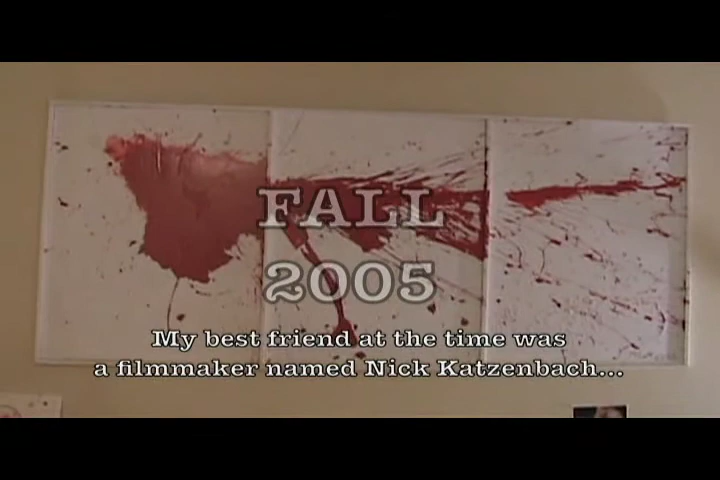 FALL
2005
My best friend at the time was
a filmmaker named Nick Katzenbach...